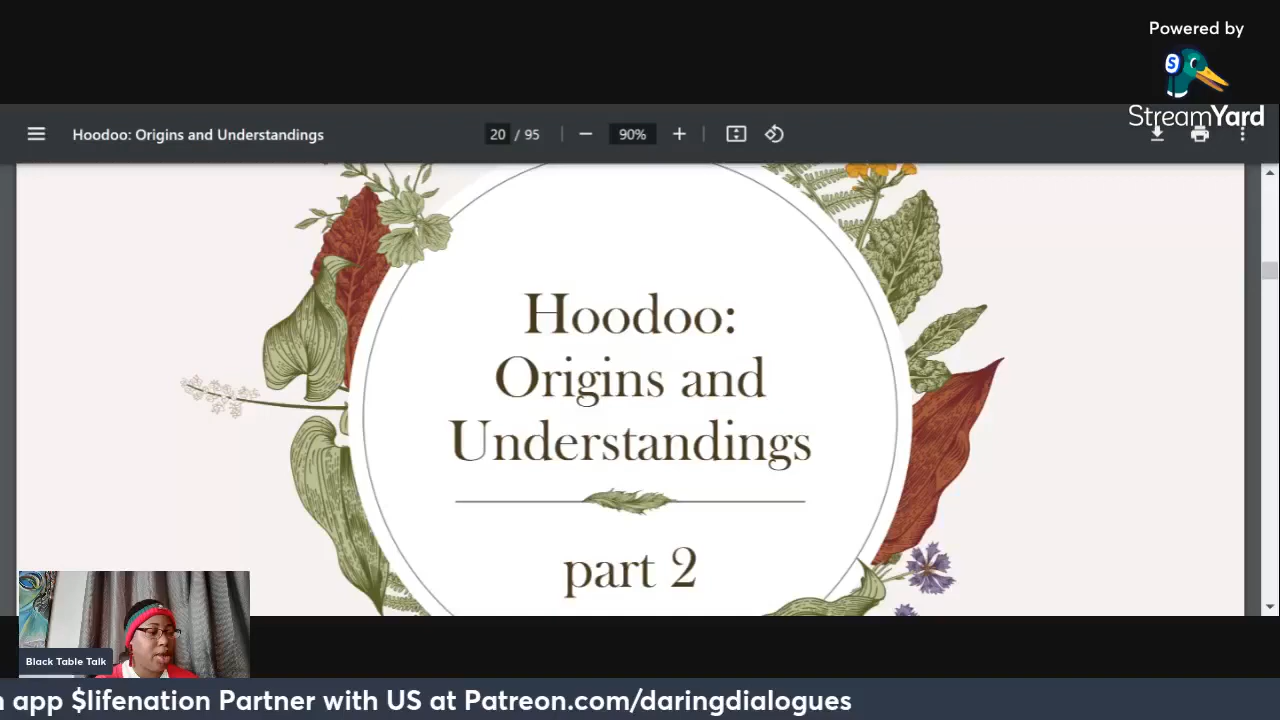 Powered by
StreamYard
Hoodoo: Origins and Understandings
20 / 95
90%
Hoodoo:
Origins and
Understandings
part 2
Black Table Talk
app $lifenation Partner with US at Patreon.com/daringdialogues